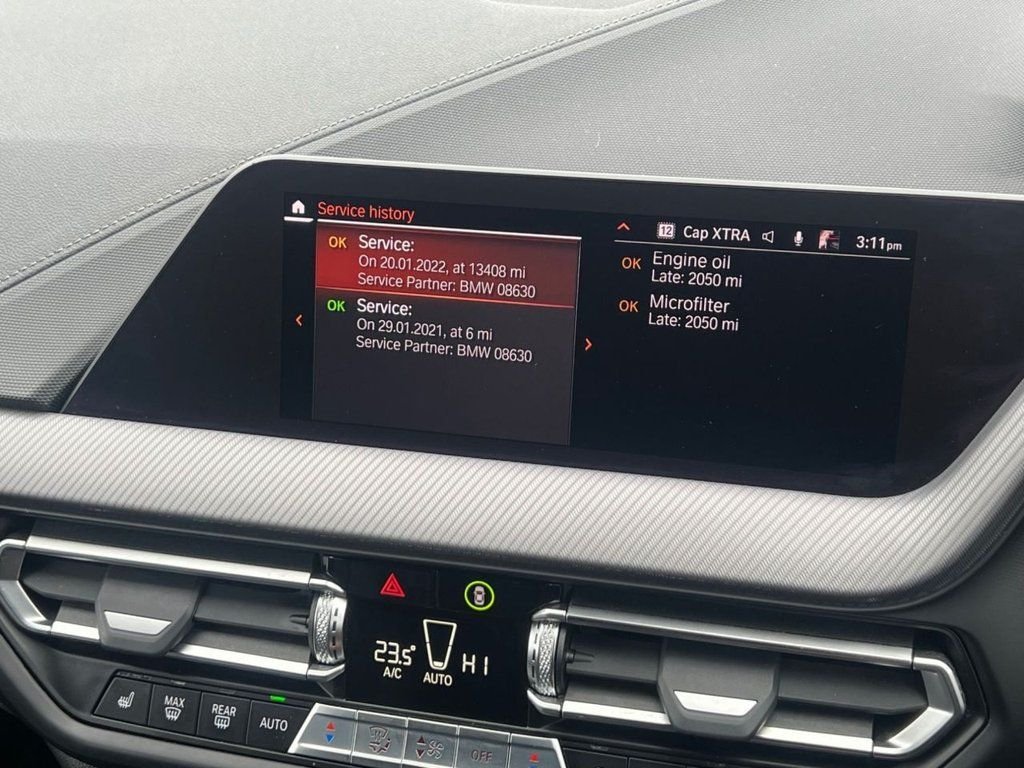 Service history
12 Cap XTRA 3:11pm
OK Service:
On 20.01.2022, at 13408 mi
Service Partner: BMW 08630
OK Service:
On 29.01.2021, at 6 mi
Service Partner: BMW 08630
OK Engine oil
Late: 2050 mi
OK Microfilter
Late: 2050 mi
23.5° HI
A/C AUTO
MAX
REAR
AUTO
OFF